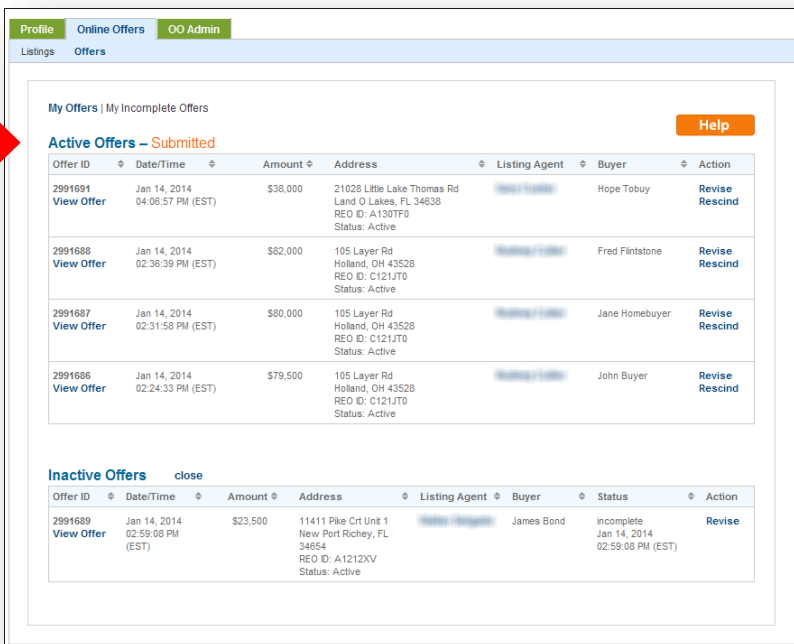 Profile Online Offers OO Admin
Listings Offers
My Offers | My Incomplete Offers
Help
Active Offers – Submitted
Offer ID Date/Time Amount Address Listing Agent Buyer Action
2991691 Jan 14, 2014 $38,000 21028 Little Lake Thomas Rd Hope Tobuy Revise
View Offer 04:06:57 PM (EST) Land O Lakes, FL 34638 Rescind
REO ID: A130TF0
Status: Active
2991688 Jan 14, 2014 $82,000 105 Layer Rd Fred Flintstone Revise
View Offer 02:36:39 PM (EST) Holland, OH 43528 Rescind
REO ID: C121JT0
Status: Active
2991687 Jan 14, 2014 $80,000 105 Layer Rd Jane Homebuyer Revise
View Offer 02:31:58 PM (EST) Holland, OH 43528 Rescind
REO ID: C121JT0
Status: Active
2991686 Jan 14, 2014 $79,500 105 Layer Rd John Buyer Revise
View Offer 02:24:33 PM (EST) Holland, OH 43528 Rescind
REO ID: C121JT0
Status: Active
Inactive Offers close
Offer ID Date/Time Amount Address Listing Agent Buyer Status Action
2991689 Jan 14, 2014 $23,500 11411 Pike Crt Unit 1 James Bond incomplete Revise
View Offer 02:59:08 PM New Port Richey, FL Jan 14, 2014
(EST) 34654 02:59:08 PM (EST)
REO ID: A1212XV
Status: Active